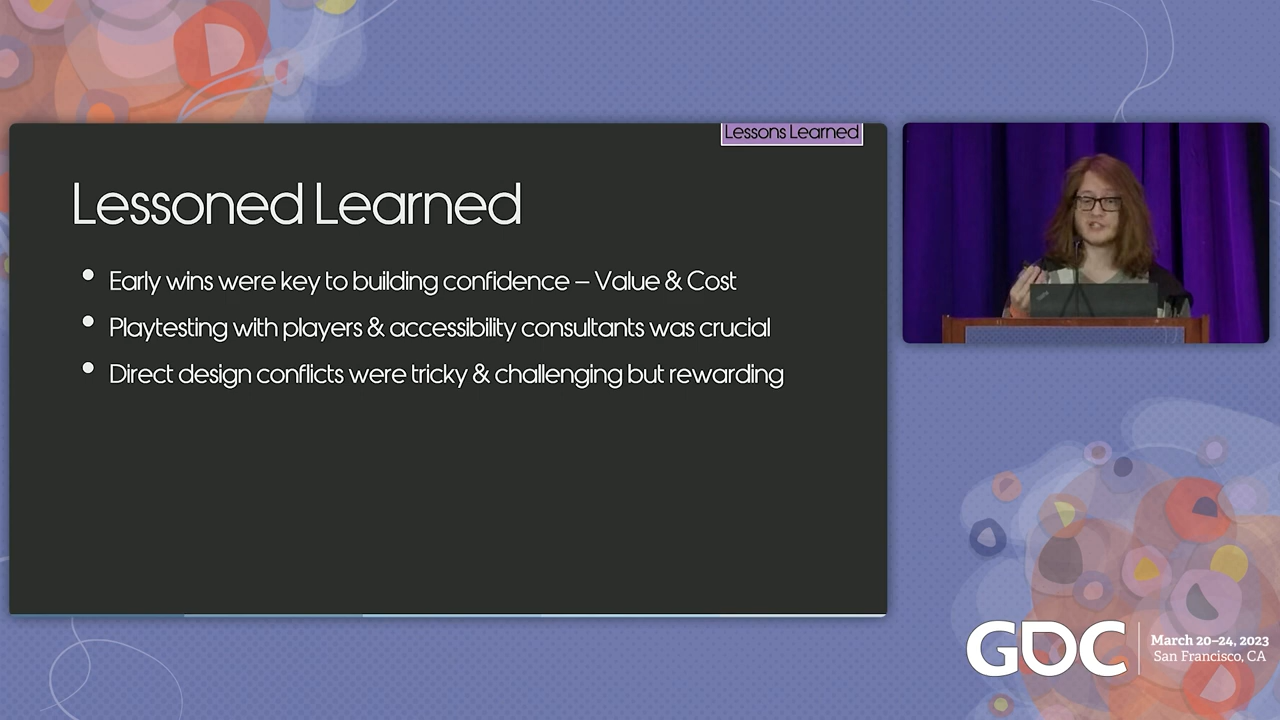 Lessons Learned
Lessoned Learned
• Early wins were key to building confidence – Value & Cost
• Playtesting with players & accessibility consultants was crucial
• Direct design conflicts were tricky & challenging but rewarding
GDC
March 20–24, 2023
San Francisco, CA